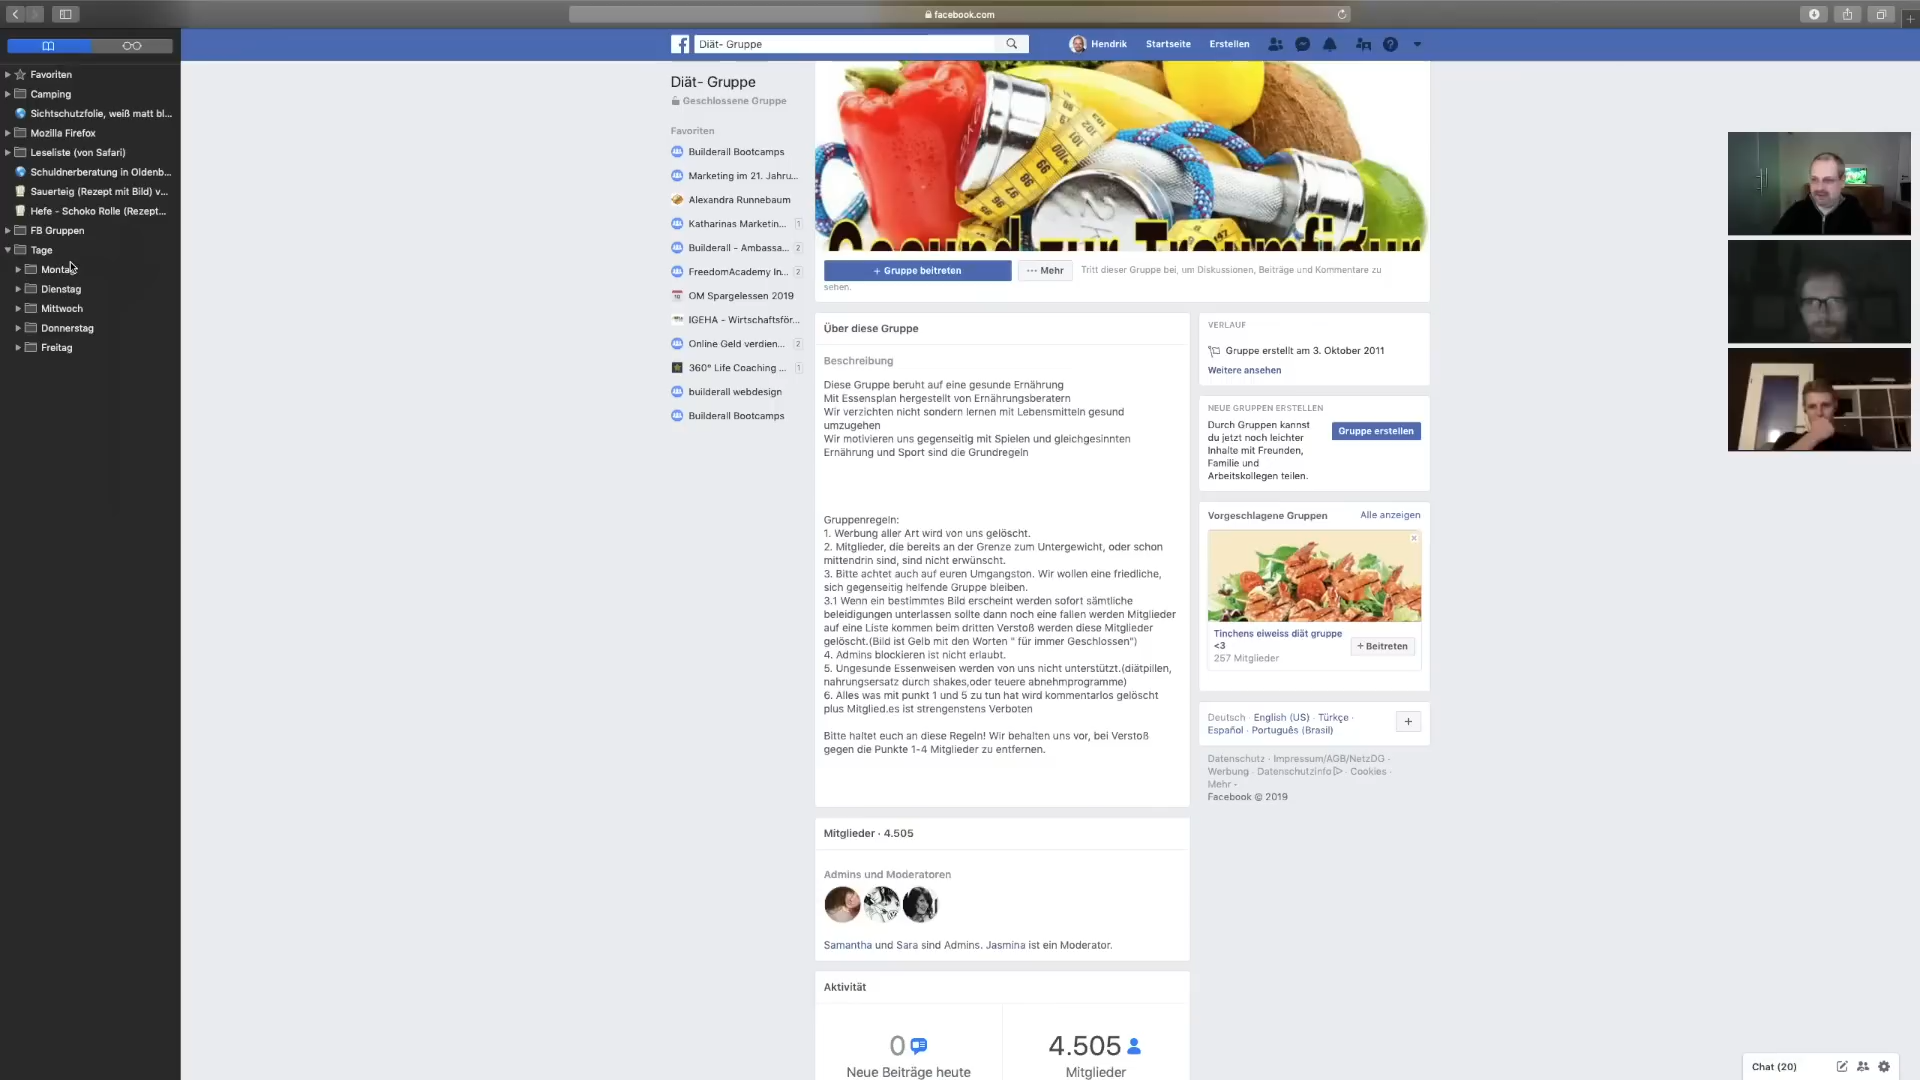 facebook.com
Diät- Gruppe
Hendrik
Startseite
Erstellen
Favoriten
Camping
Sichtschutzfolie, weiß matt bl...
Mozilla Firefox
Leseliste (von Safari)
Schuldnerberatung in Oldenb...
Sauerteig (Rezept mit Bild) v...
Hefe - Schoko Rolle (Rezept...
FB Gruppen
Tage
Montag
Dienstag
Mittwoch
Donnerstag
Freitag
Diät- Gruppe
Geschlossene Gruppe
Favoriten
Builderall Bootcamps
Marketing im 21. Jahru...
Alexandra Runnebaum
Katharinas Marketin... 1
Builderall - Ambassa... 2
FreedomAcademy In... 2
OM Spargelessen 2019
IGEHA - Wirtschaftsför...
Online Geld verdien... 2
360° Life Coaching ... 1
builderall webdesign
Builderall Bootcamps
Gesund zur Traumfigur
+ Gruppe beitreten
··· Mehr
Tritt dieser Gruppe bei, um Diskussionen, Beiträge und Kommentare zu
sehen.
Über diese Gruppe
Beschreibung
Diese Gruppe beruht auf eine gesunde Ernährung
Mit Essensplan hergestellt von Ernährungsberatern
Wir verzichten nicht sondern lernen mit Lebensmitteln gesund
umzugehen
Wir motivieren uns gegenseitig mit Spielen und gleichgesinnten
Ernährung und Sport sind die Grundregeln
Gruppenregeln:
1. Werbung aller Art wird von uns gelöscht.
2. Mitglieder, die bereits an der Grenze zum Untergewicht, oder schon
mittendrin sind, sind nicht erwünscht.
3. Bitte achtet auch auf euren Umgangston. Wir wollen eine friedliche,
sich gegenseitig helfende Gruppe bleiben.
3.1 Wenn ein bestimmtes Bild erscheint werden sofort sämtliche
beleidigungen unterlassen sollte dann noch eine fallen werden Mitglieder
auf eine Liste kommen beim dritten Verstoß werden diese Mitglieder
gelöscht.(Bild ist Gelb mit den Worten " für immer Geschlossen")
4. Admins blockieren ist nicht erlaubt.
5. Ungesunde Essenweisen werden von uns nicht unterstützt.(diätpillen,
nahrungsersatz durch shakes,oder teuere abnehmprogramme)
6. Alles was mit punkt 1 und 5 zu tun hat wird kommentarlos gelöscht
plus Mitglied.es ist strengenstens Verboten
Bitte haltet euch an diese Regeln! Wir behalten uns vor, bei Verstoß
gegen die Punkte 1-4 Mitglieder zu entfernen.
Mitglieder · 4.505
Admins und Moderatoren
Samantha und Sara sind Admins. Jasmina ist ein Moderator.
Aktivität
0
Neue Beiträge heute
4.505
Mitglieder
VERLAUF
Gruppe erstellt am 3. Oktober 2011
Weitere ansehen
NEUE GRUPPEN ERSTELLEN
Durch Gruppen kannst
du jetzt noch leichter
Inhalte mit Freunden,
Familie und
Arbeitskollegen teilen.
Gruppe erstellen
Vorgeschlagene Gruppen
Alle anzeigen
Tinchens eiweiss diät gruppe
<3
257 Mitglieder
+ Beitreten
Deutsch · English (US) · Türkçe ·
Español · Português (Brasil)
Datenschutz · Impressum/AGB/NetzDG ·
Werbung · Datenschutzinfo · Cookies ·
Mehr
Facebook © 2019
Chat (20)